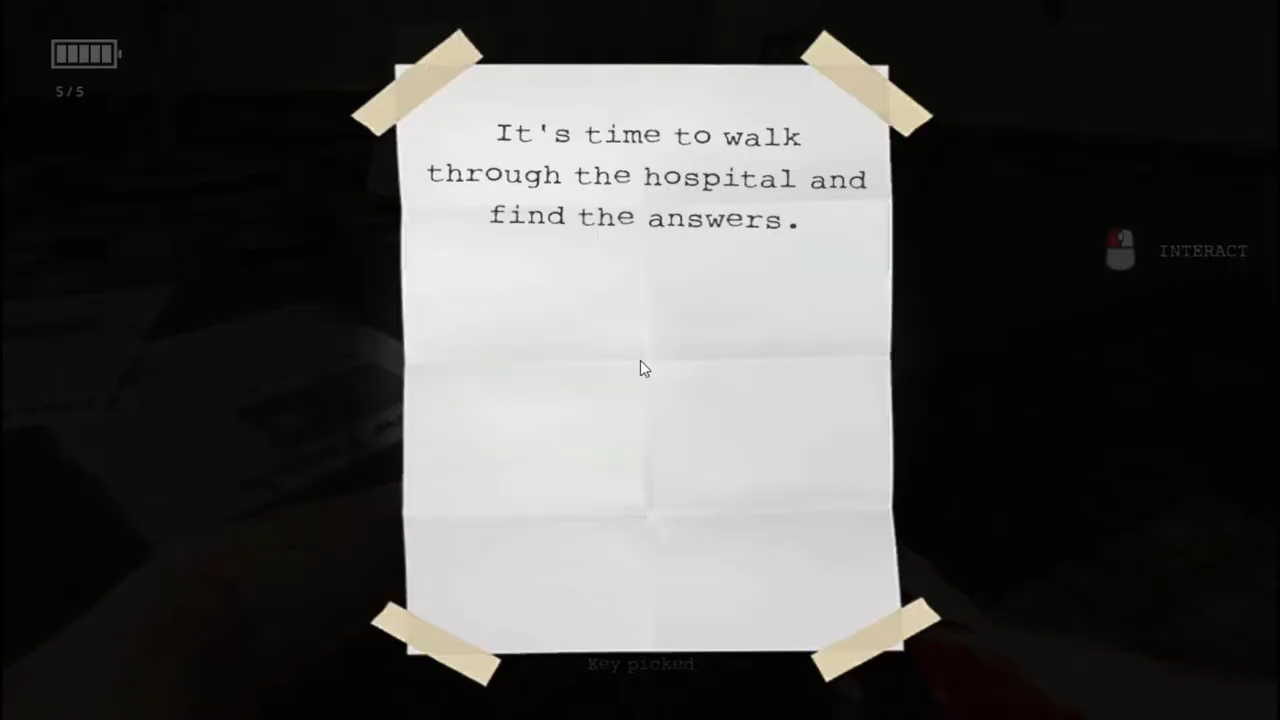 5/5
It's time to walk
through the hospital and
find the answers.
INTERACT
Key picked